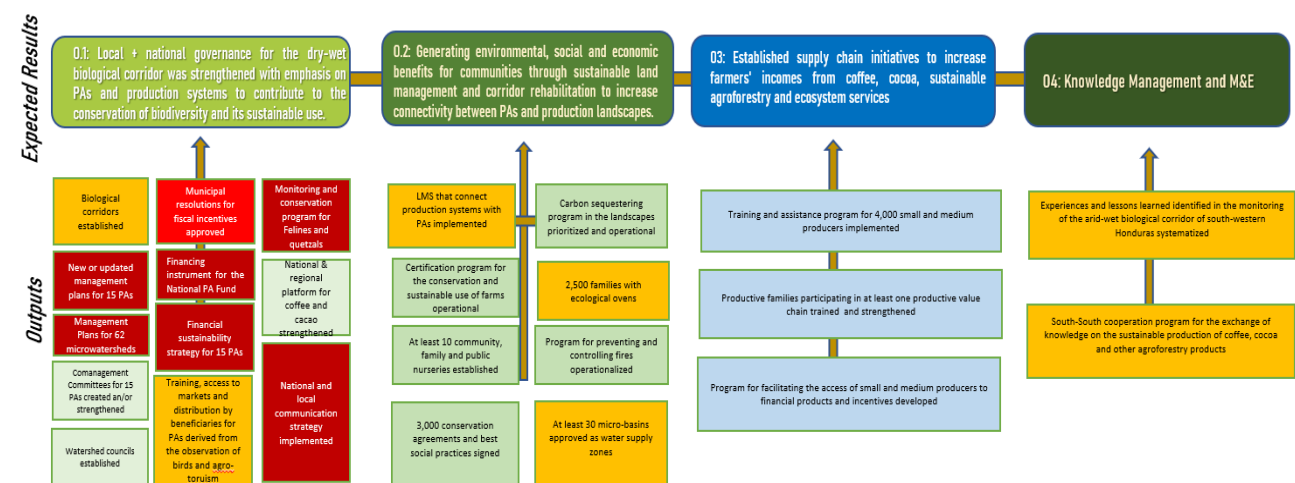 Expected Results
0.1: Local + national governance for the dry-wet
biological corridor was strengthened with emphasis on
PAs and production systems to contribute to the
conservation of biodiversity and its sustainable use.
0.2: Generating environmental, social and economic
benefits for communities through sustainable land
management and corridor rehabilitation to increase
connectivity between PAs and production landscapes.
03: Established supply chain initiatives to increase
farmers' incomes from coffee, cocoa, sustainable
agroforestry and ecosystem services
04: Knowledge Management and M&E
Outputs
Biological
corridors
established
New or updated
management
plans for 15 PAs
Management
Plans for 62
microwatersheds
Comanagement
Committees for 15
PAs created an/or
strengthened
Watershed councils
established
Municipal
resolutions for
fiscal incentives
approved
Financing
instrument for the
National PA Fund
Financial
sustainability
strategy for 15 PAs
Training, access to
markets and
distribution by
beneficiaries for
PAs derived from
the observation of
birds and agro-
toruism
Monitoring and
conservation
program for
Felines and
quetzals
National &
regional
platform for
coffee and
cacao
strengthened
National and
local
communication
strategy
implemented
LMS that connect
production systems with
PAs implemented
Certification program for
the conservation and
sustainable use of farms
operational
At least 10 community,
family and public
nurseries established
3,000 conservation
agreements and best
social practices signed
Carbon sequestering
program in the landscapes
prioritized and operational
2,500 families with
ecological ovens
Program for preventing and
controlling fires
operationalized
At least 30 micro-basins
approved as water supply
zones
Training and assistance program for 4,000 small and medium
producers implemented
Productive families participating in at least one productive value
chain trained and strengthened
Program for facilitating the access of small and medium producers to
financial products and incentives developed
Experiences and lessons learned identified in the monitoring
of the arid-wet biological corridor of south-western
Honduras systematized
South-South cooperation program for the exchange of
knowledge on the sustainable production of coffee, cocoa
and other agroforestry products